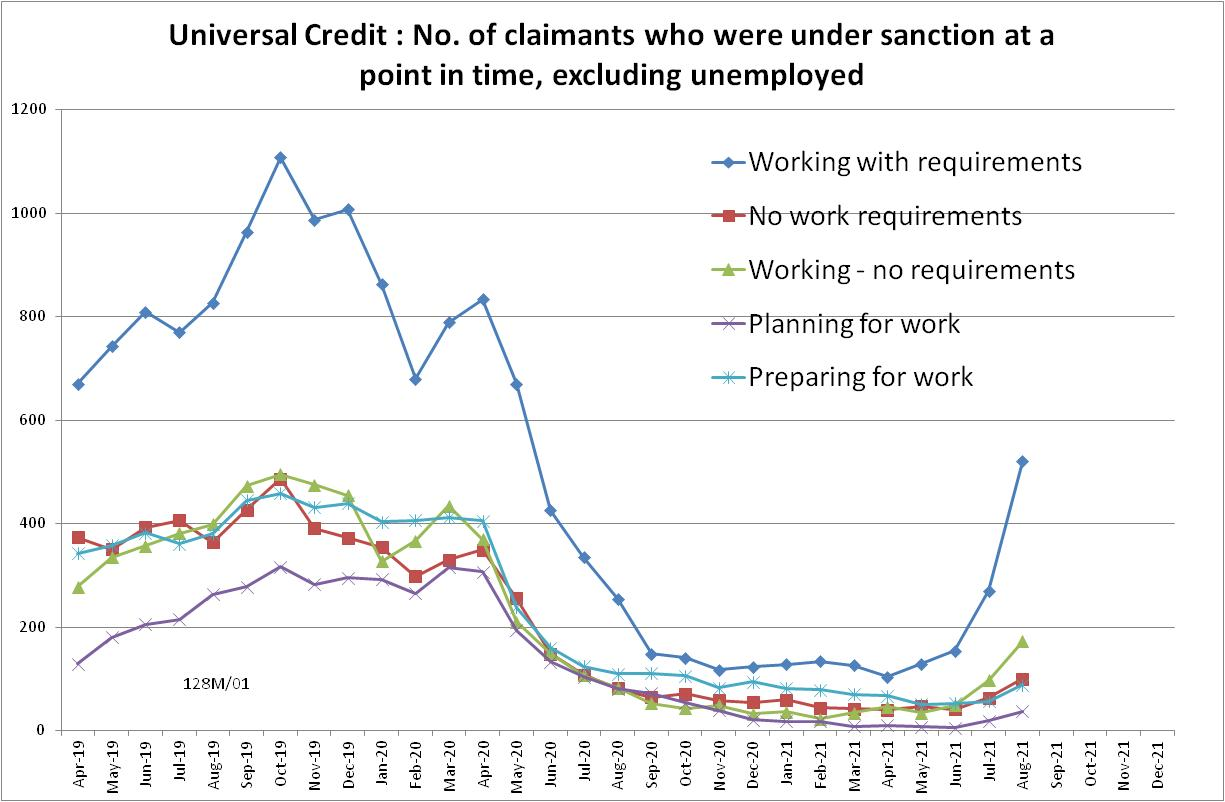 Universal Credit : No. of claimants who were under sanction at a
point in time, excluding unemployed
1200
1000
800
600
400
200
0
Working with requirements
No work requirements
Working - no requirements
Planning for work
Preparing for work
128M/01
Apr-19
May-19
Jun-19
Jul-19
Aug-19
Sep-19
Oct-19
Nov-19
Dec-19
Jan-20
Feb-20
Mar-20
Apr-20
May-20
Jun-20
Jul-20
Aug-20
Sep-20
Oct-20
Nov-20
Dec-20
Jan-21
Feb-21
Mar-21
Apr-21
May-21
Jun-21
Jul-21
Aug-21
Sep-21
Oct-21
Nov-21
Dec-21